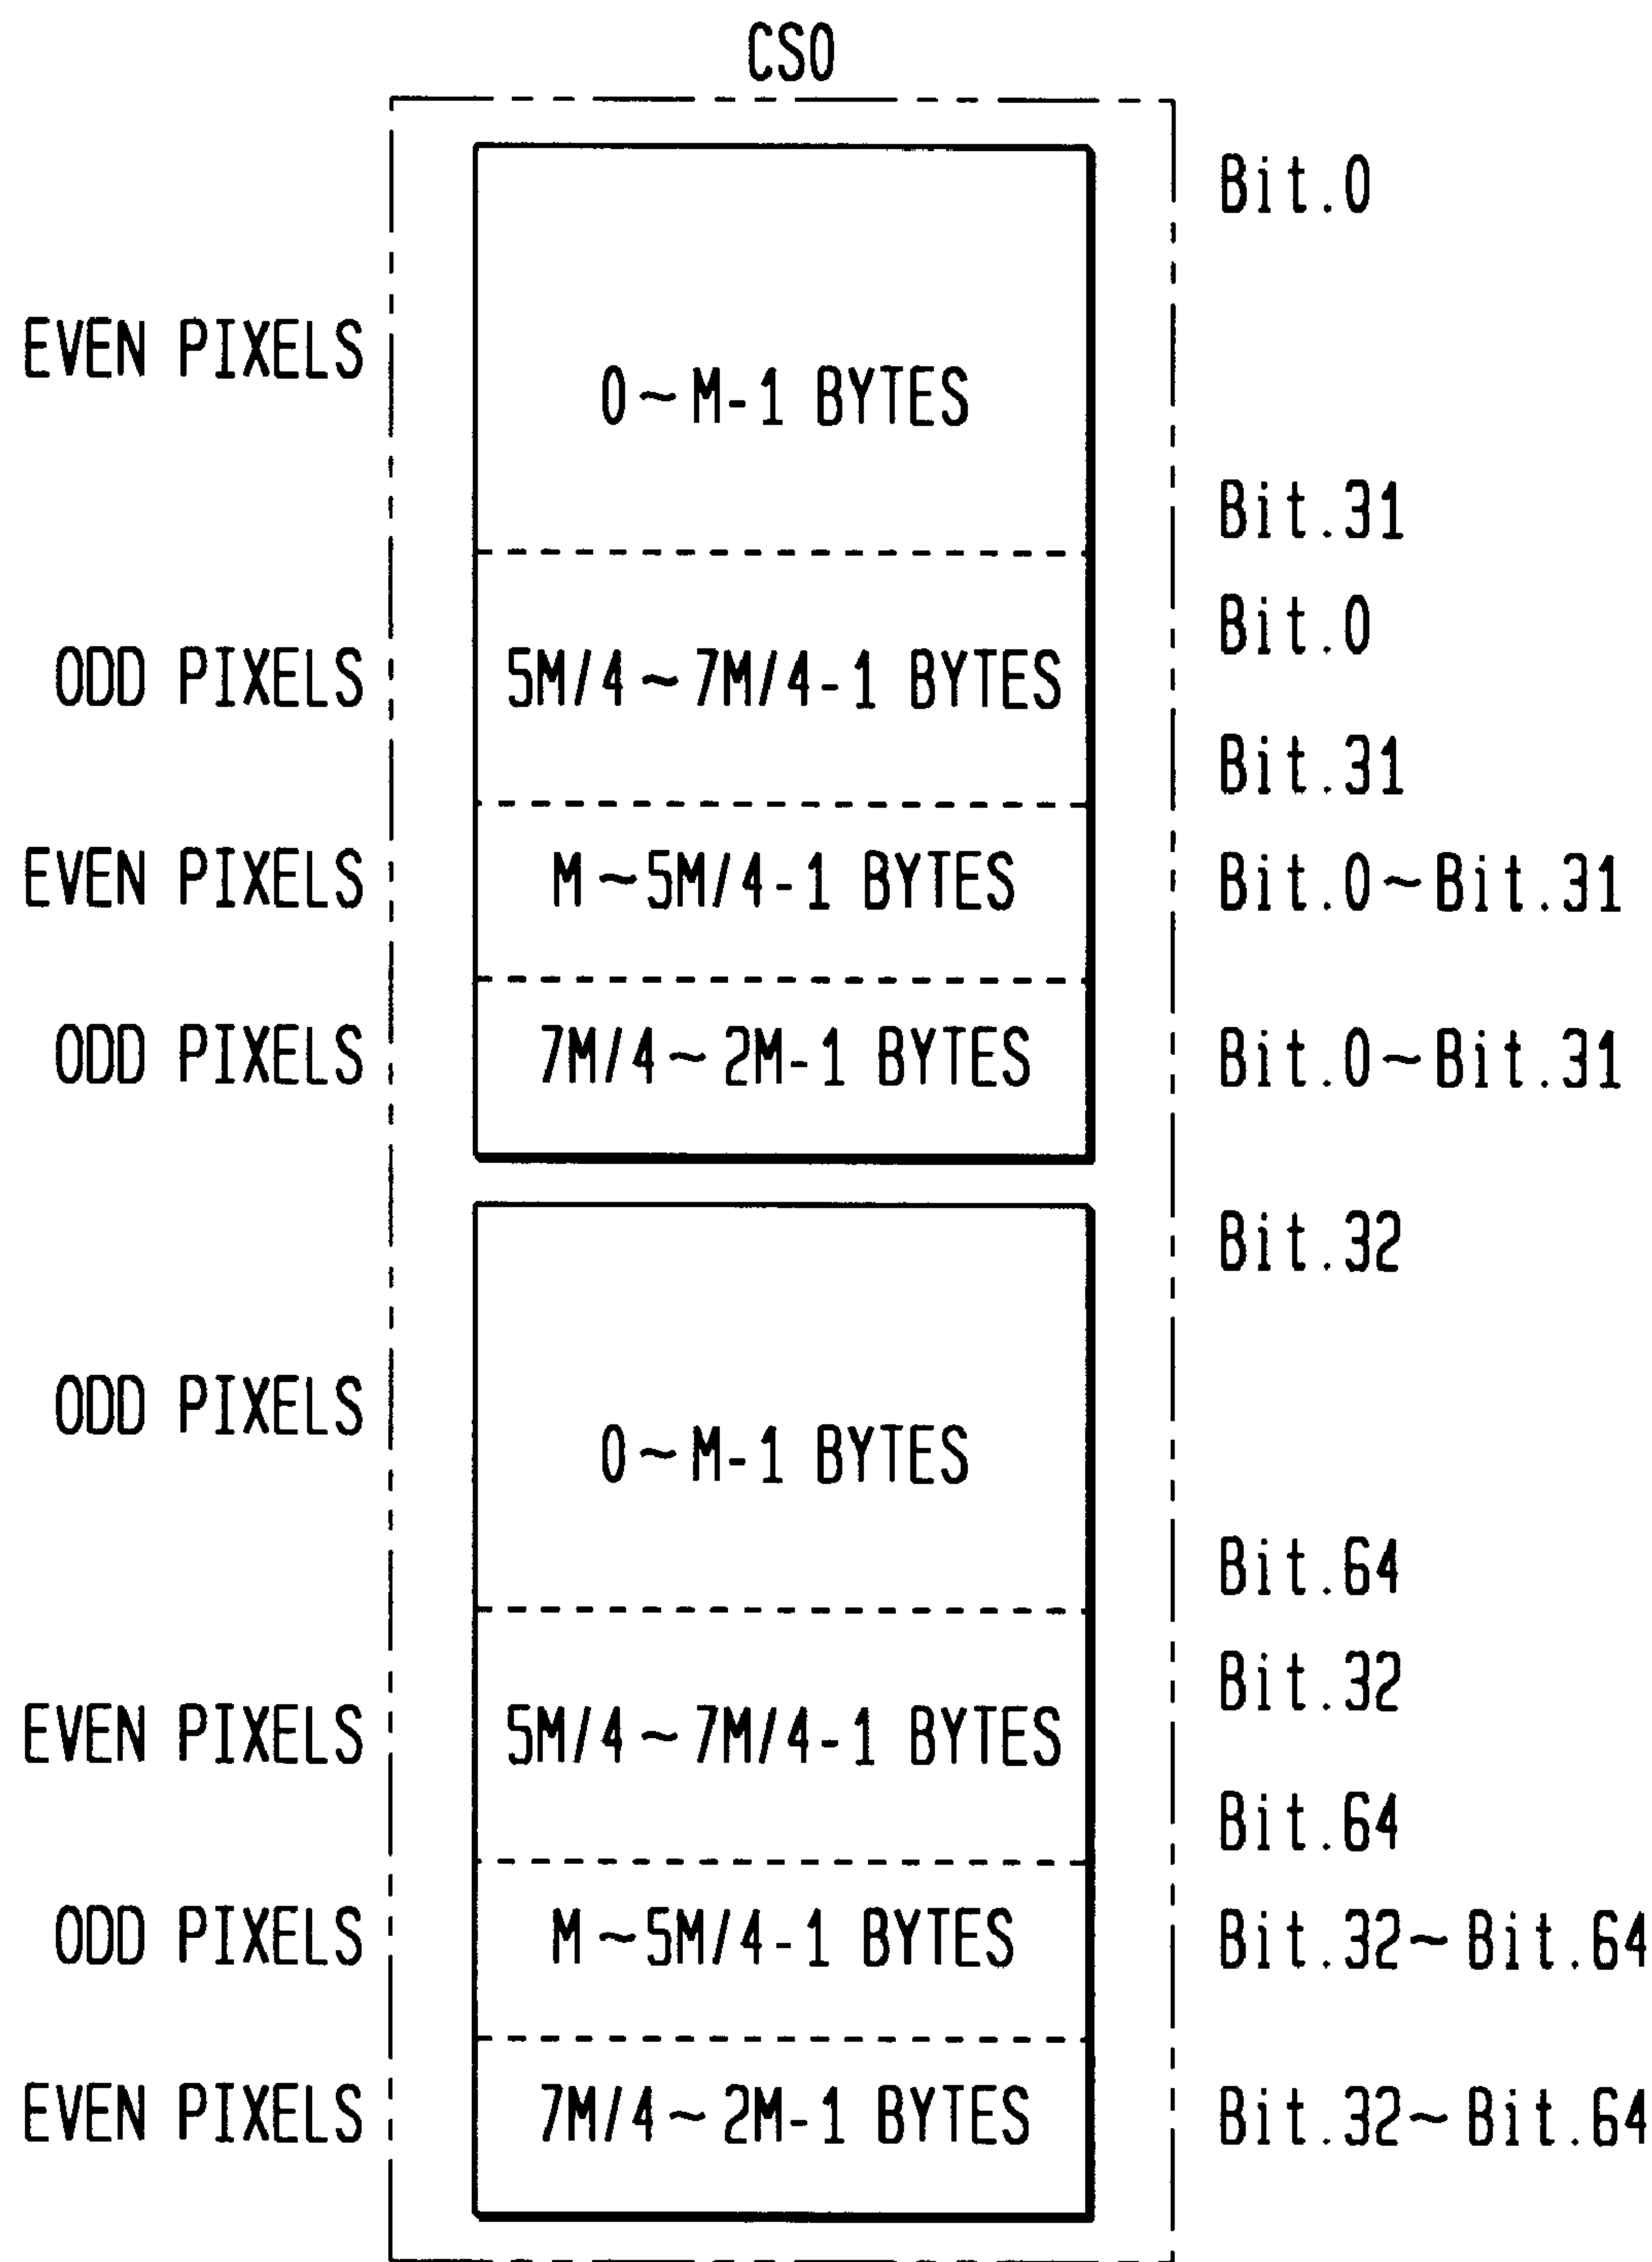 CS0
Bit.0
EVEN PIXELS
0~M-1 BYTES
Bit.31
Bit.0
ODD PIXELS
5M/4~7M/4-1 BYTES
Bit.31
EVEN PIXELS
M~5M/4-1 BYTES
Bit.0~Bit.31
ODD PIXELS
7M/4~2M-1 BYTES
Bit.0~Bit.31
Bit.32
ODD PIXELS
0~M-1 BYTES
Bit.64
Bit.32
EVEN PIXELS
5M/4~7M/4-1 BYTES
Bit.64
ODD PIXELS
M~5M/4-1 BYTES
Bit.32~Bit.64
EVEN PIXELS
7M/4~2M-1 BYTES
Bit.32~Bit.64